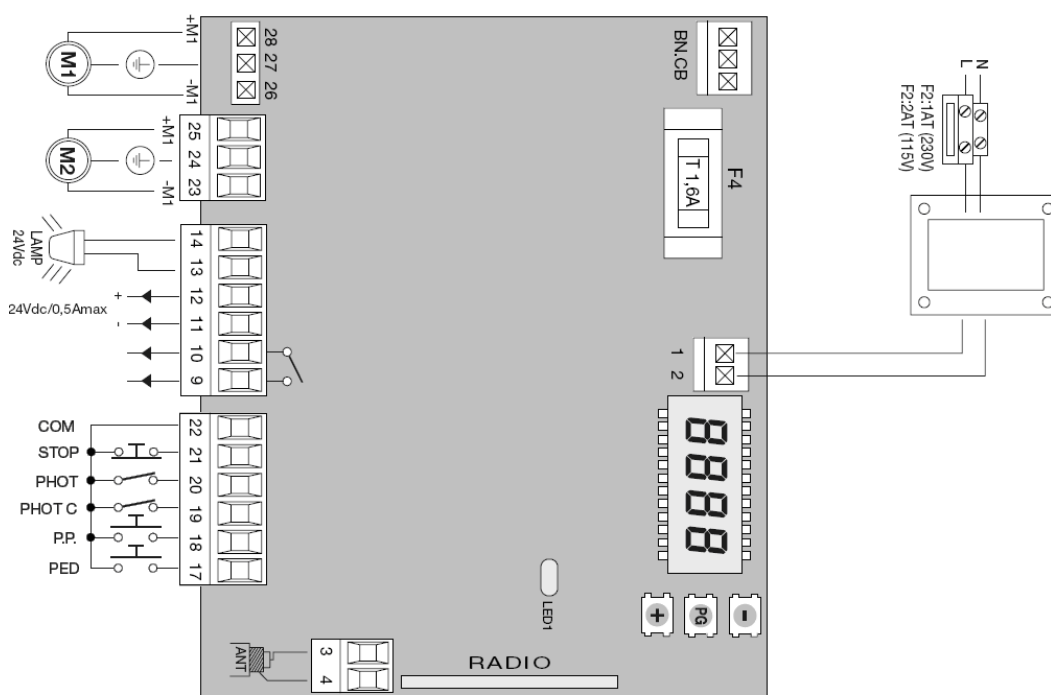 +M1
M1
-M1
28
27
26
+M1
M2
-M1
25
24
23
LAMP
24Vdc
14
13
+
12
24Vdc/0,5Amax
-
11
10
9
COM
22
STOP
21
PHOT
20
PHOT C
19
P.P.
18
PED
17
ANT
3
4
RADIO
LED1
BN.CB
F4
T 1,6A
1
2
8888
+
PG
-
L N
F2:1AT (230V)
F2:2AT (115V)